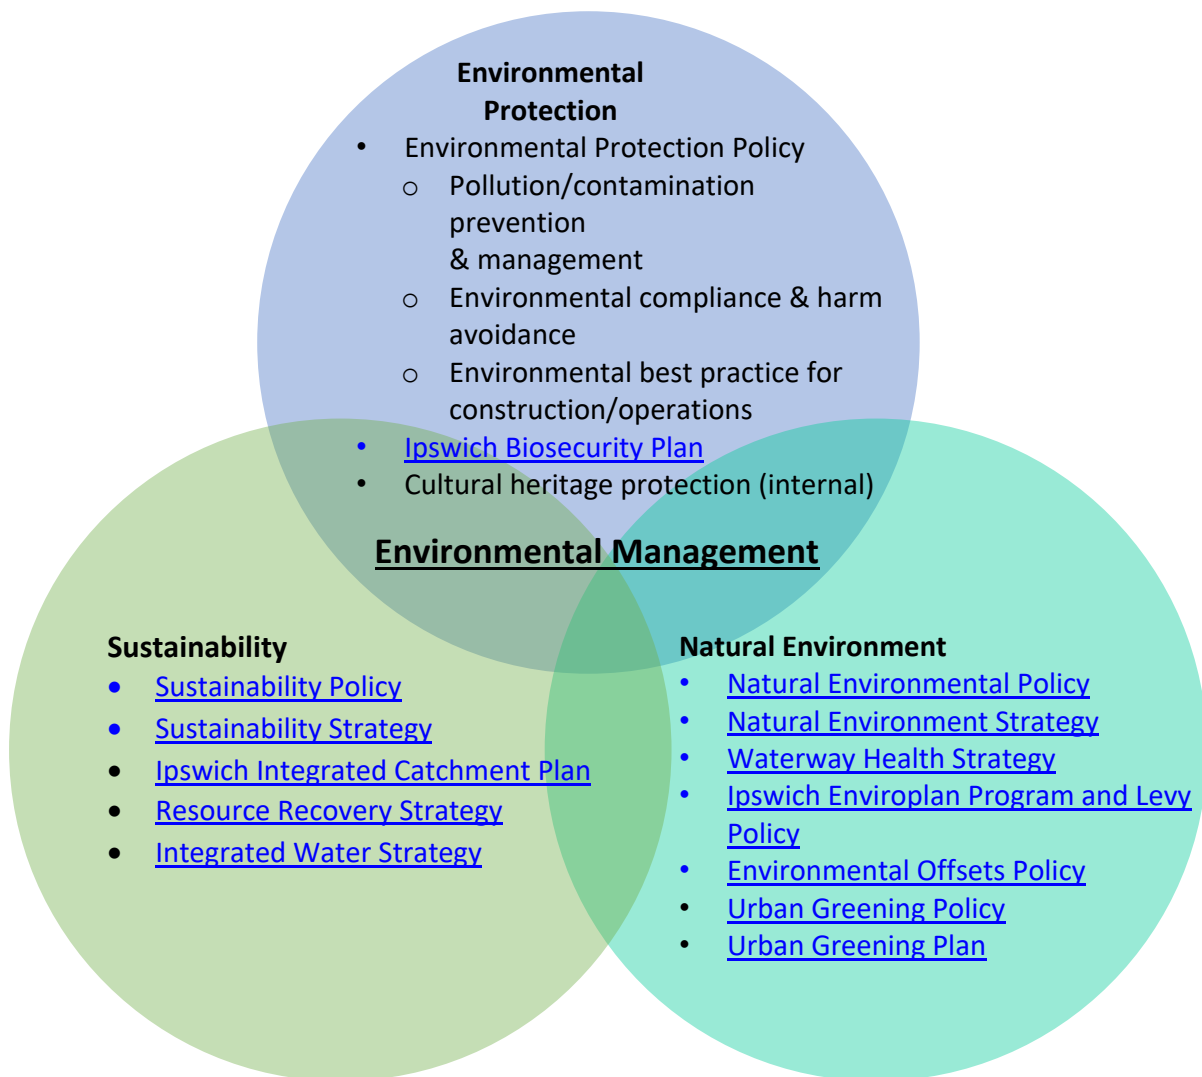 Environmental
Protection
• Environmental Protection Policy
o Pollution/contamination
prevention
& management
o Environmental compliance & harm
avoidance
o Environmental best practice for
construction/operations
• Ipswich Biosecurity Plan
• Cultural heritage protection (internal)
Environmental Management
Sustainability
• Sustainability Policy
• Sustainability Strategy
• Ipswich Integrated Catchment Plan
• Resource Recovery Strategy
• Integrated Water Strategy
Natural Environment
• Natural Environmental Policy
• Natural Environment Strategy
• Waterway Health Strategy
• Ipswich Enviroplan Program and Levy
Policy
• Environmental Offsets Policy
• Urban Greening Policy
• Urban Greening Plan